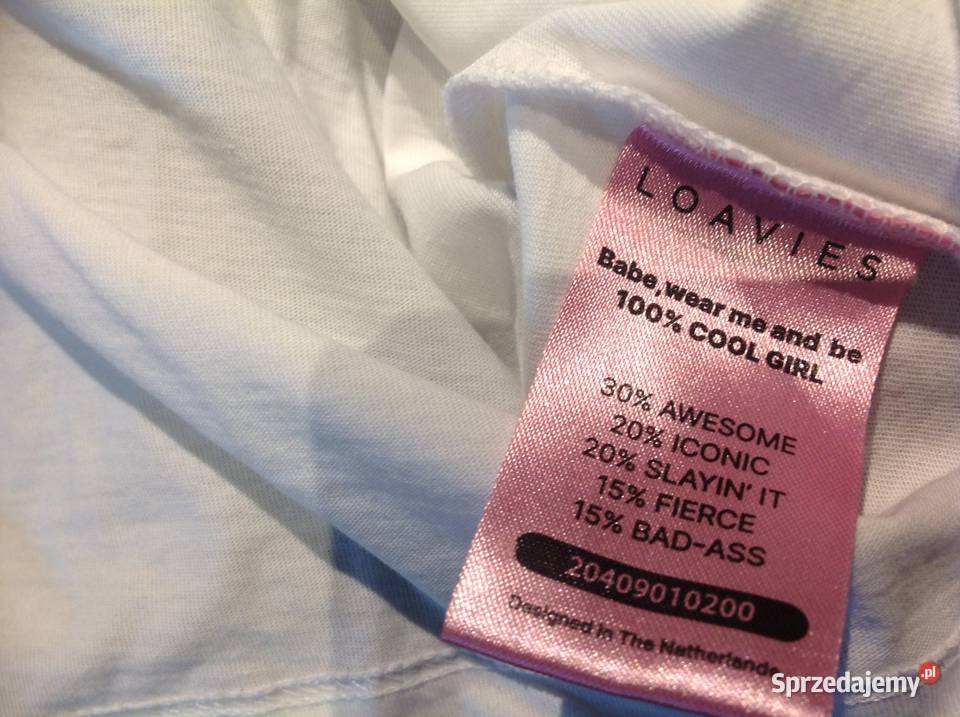 LOAVIES
Babe, wear me and be
100% COOL GIRL
30% AWESOME
20% ICONIC
20% SLAYIN' IT
15% FIERCE
15% BAD-ASS
20409010200
Designed In The Netherlands
Sprzedajemy.pl